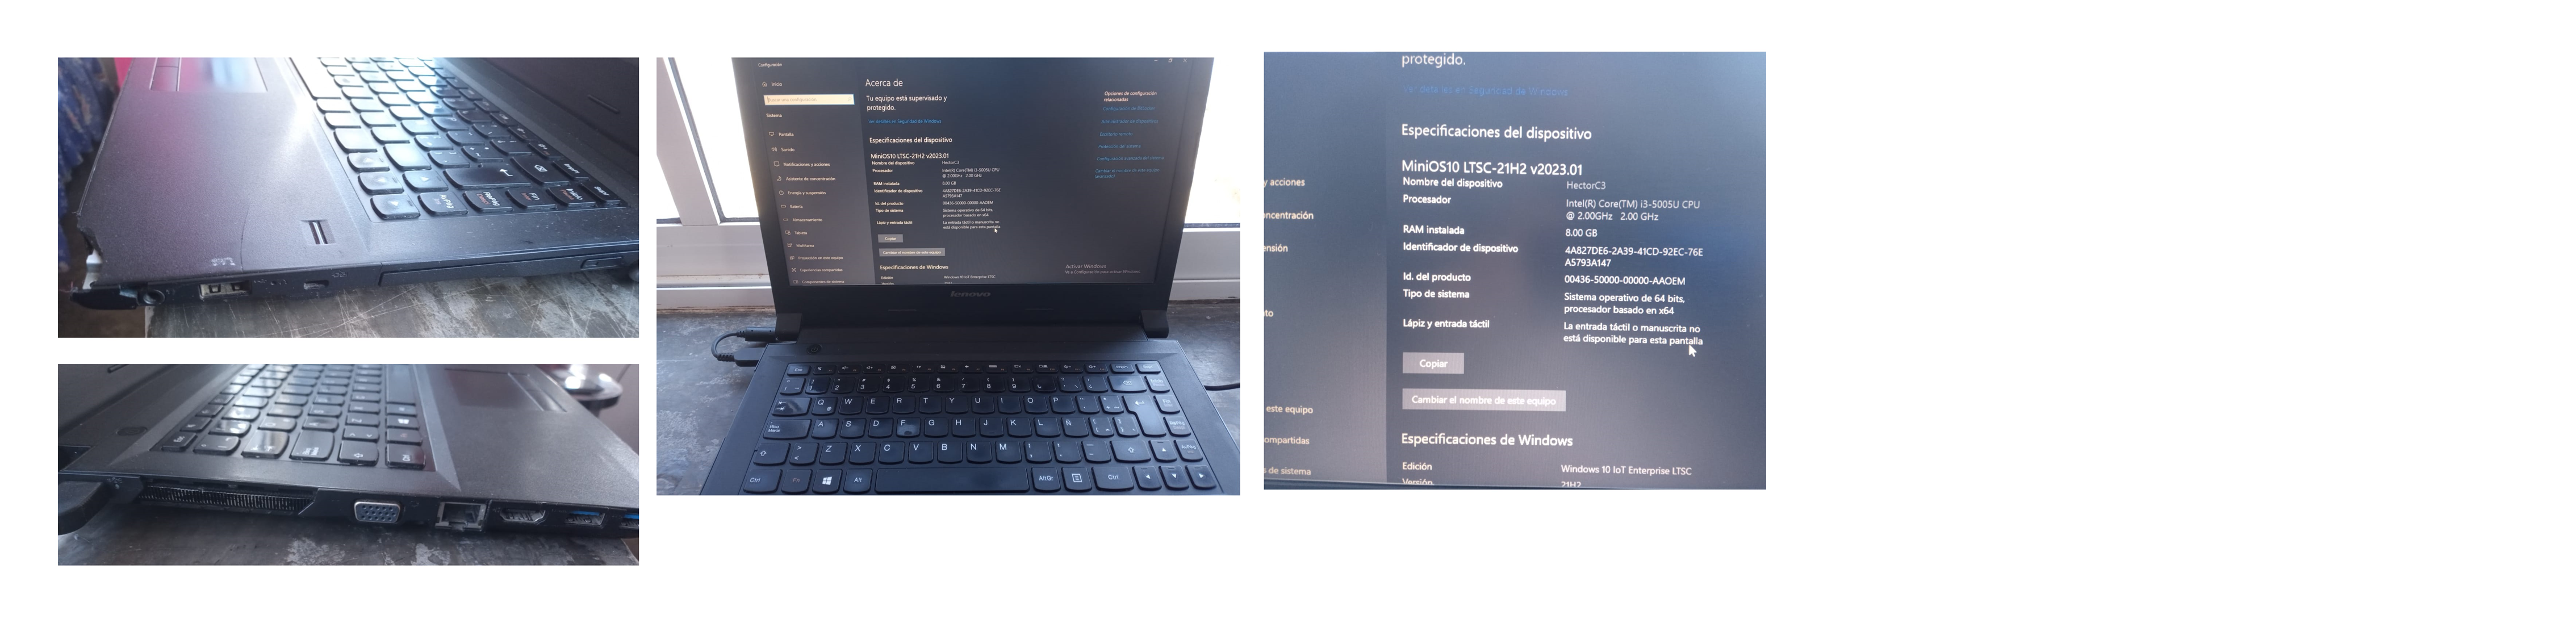 Configuración
Inicio
Buscar una configuración
Sistema
Pantalla
Sonido
Notificaciones y acciones
Asistente de concentración
Energía y suspensión
Batería
Almacenamiento
Tableta
Multitarea
Proyección en este equipo
Experiencias compartidas
Componentes de sistema
Acerca de
Tu equipo está supervisado y
protegido.
Ver detalles en Seguridad de Windows
Especificaciones del dispositivo
MiniOS10 LTSC-21H2 v2023.01
Nombre del dispositivo HectorC3
Procesador Intel(R) Core(TM) i3-5005U CPU
@ 2.00GHz 2.00 GHz
RAM instalada 8.00 GB
Identificador de dispositivo 4A827DE6-2A39-41CD-92EC-76E
A5793A147
Id. del producto 00436-50000-00000-AAOEM
Tipo de sistema Sistema operativo de 64 bits,
procesador basado en x64
Lápiz y entrada táctil La entrada táctil o manuscrita no
está disponible para esta pantalla
Copiar
Cambiar el nombre de este equipo
Especificaciones de Windows
Edición Windows 10 IoT Enterprise LTSC
Opciones de configuración
relacionadas
Configuración de BitLocker
Administrador de dispositivos
Escritorio remoto
Protección del sistema
Configuración avanzada del sistema
Cambiar el nombre de este equipo
(avanzado)
Activar Windows
Ve a Configuración para activar Windows.
lenovo
Q W E R T Y U I O P
A S D F G H J K L Ñ
Z X C V B N M
Ctrl Fn Alt AltGr Ctrl
protegido.
Ver detalles en Seguridad de Windows
Especificaciones del dispositivo
MiniOS10 LTSC-21H2 v2023.01
Nombre del dispositivo HectorC3
Procesador Intel(R) Core(TM) i3-5005U CPU
@ 2.00GHz 2.00 GHz
RAM instalada 8.00 GB
Identificador de dispositivo 4A827DE6-2A39-41CD-92EC-76E
A5793A147
Id. del producto 00436-50000-00000-AAOEM
Tipo de sistema Sistema operativo de 64 bits,
procesador basado en x64
Lápiz y entrada táctil La entrada táctil o manuscrita no
está disponible para esta pantalla
Copiar
Cambiar el nombre de este equipo
Especificaciones de Windows
Edición Windows 10 IoT Enterprise LTSC
Versión 21H2
y acciones
ncentración
ensión
to
este equipo
ompartidas
s de sistema